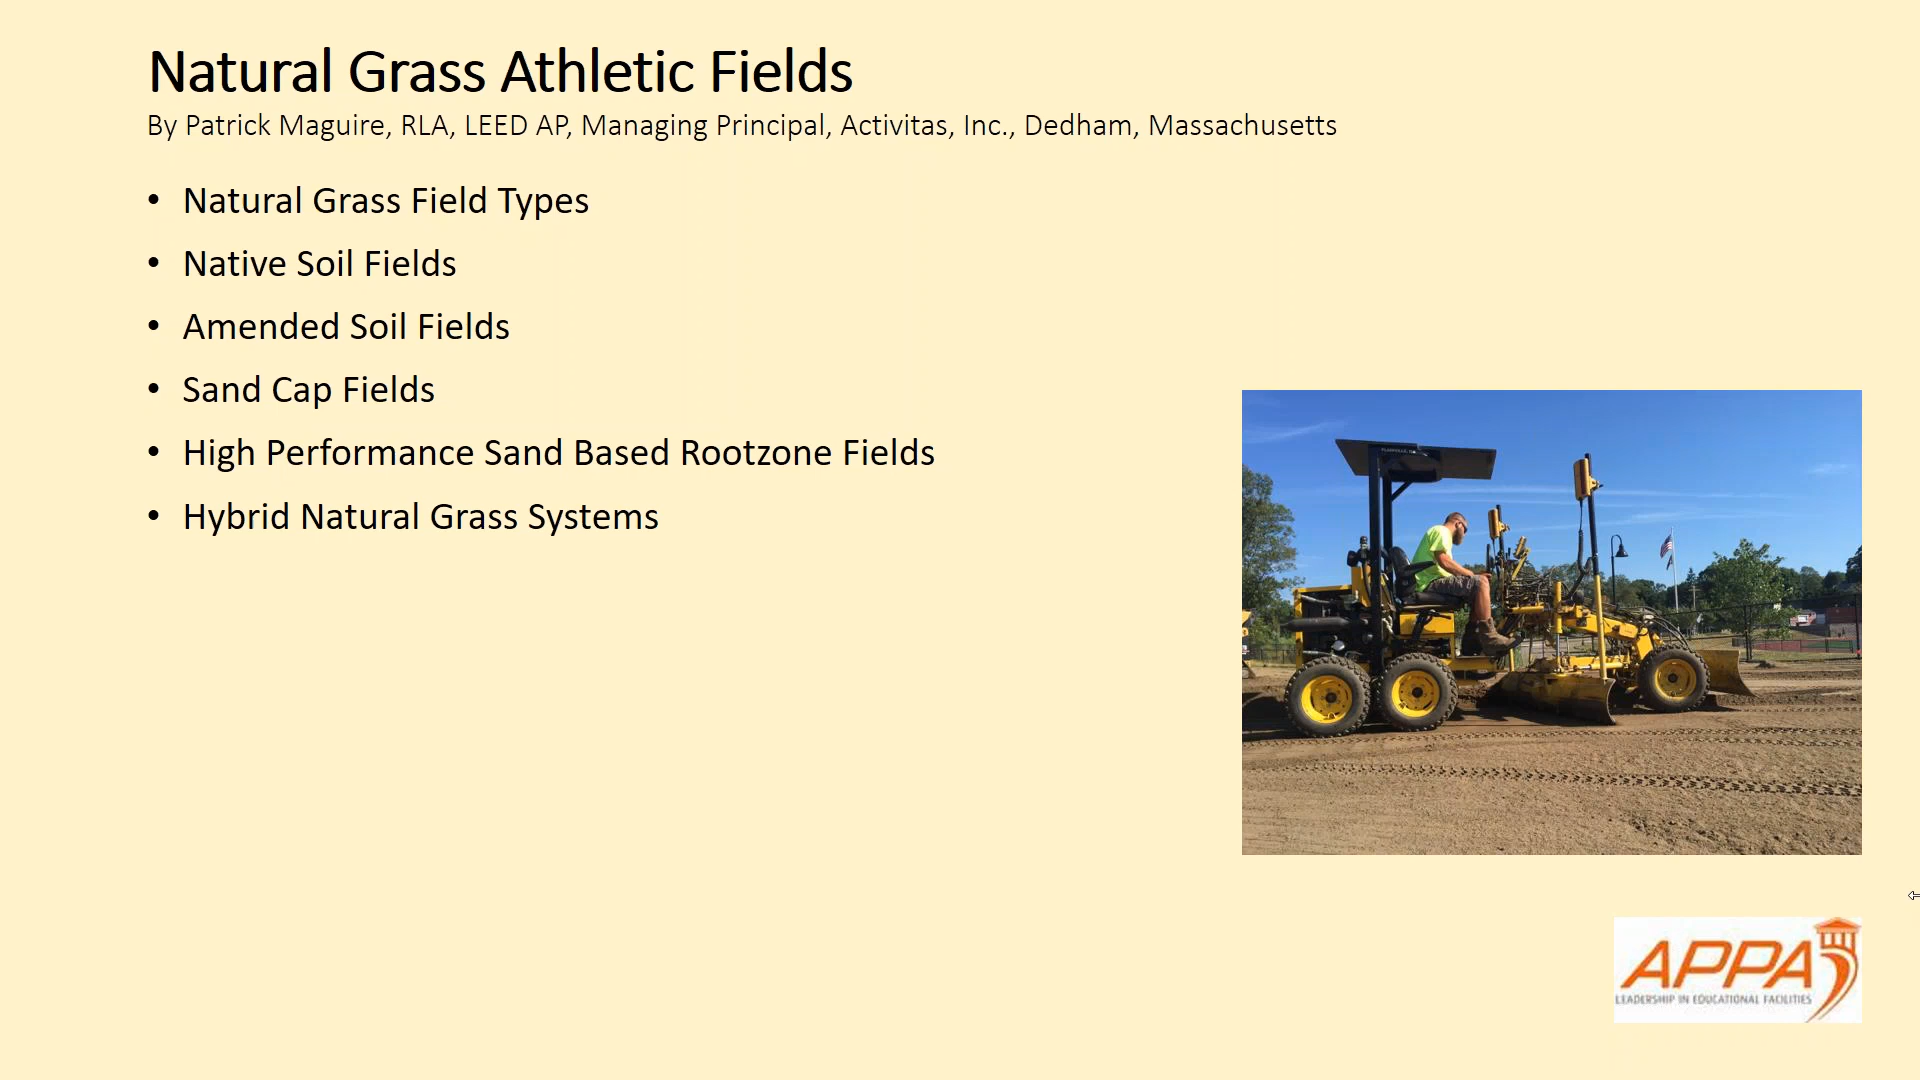 Natural Grass Athletic Fields
By Patrick Maguire, RLA, LEED AP, Managing Principal, Activitas, Inc., Dedham, Massachusetts
• Natural Grass Field Types
• Native Soil Fields
• Amended Soil Fields
• Sand Cap Fields
• High Performance Sand Based Rootzone Fields
• Hybrid Natural Grass Systems
APPA
LEADERSHIP IN EDUCATIONAL FACILITIES